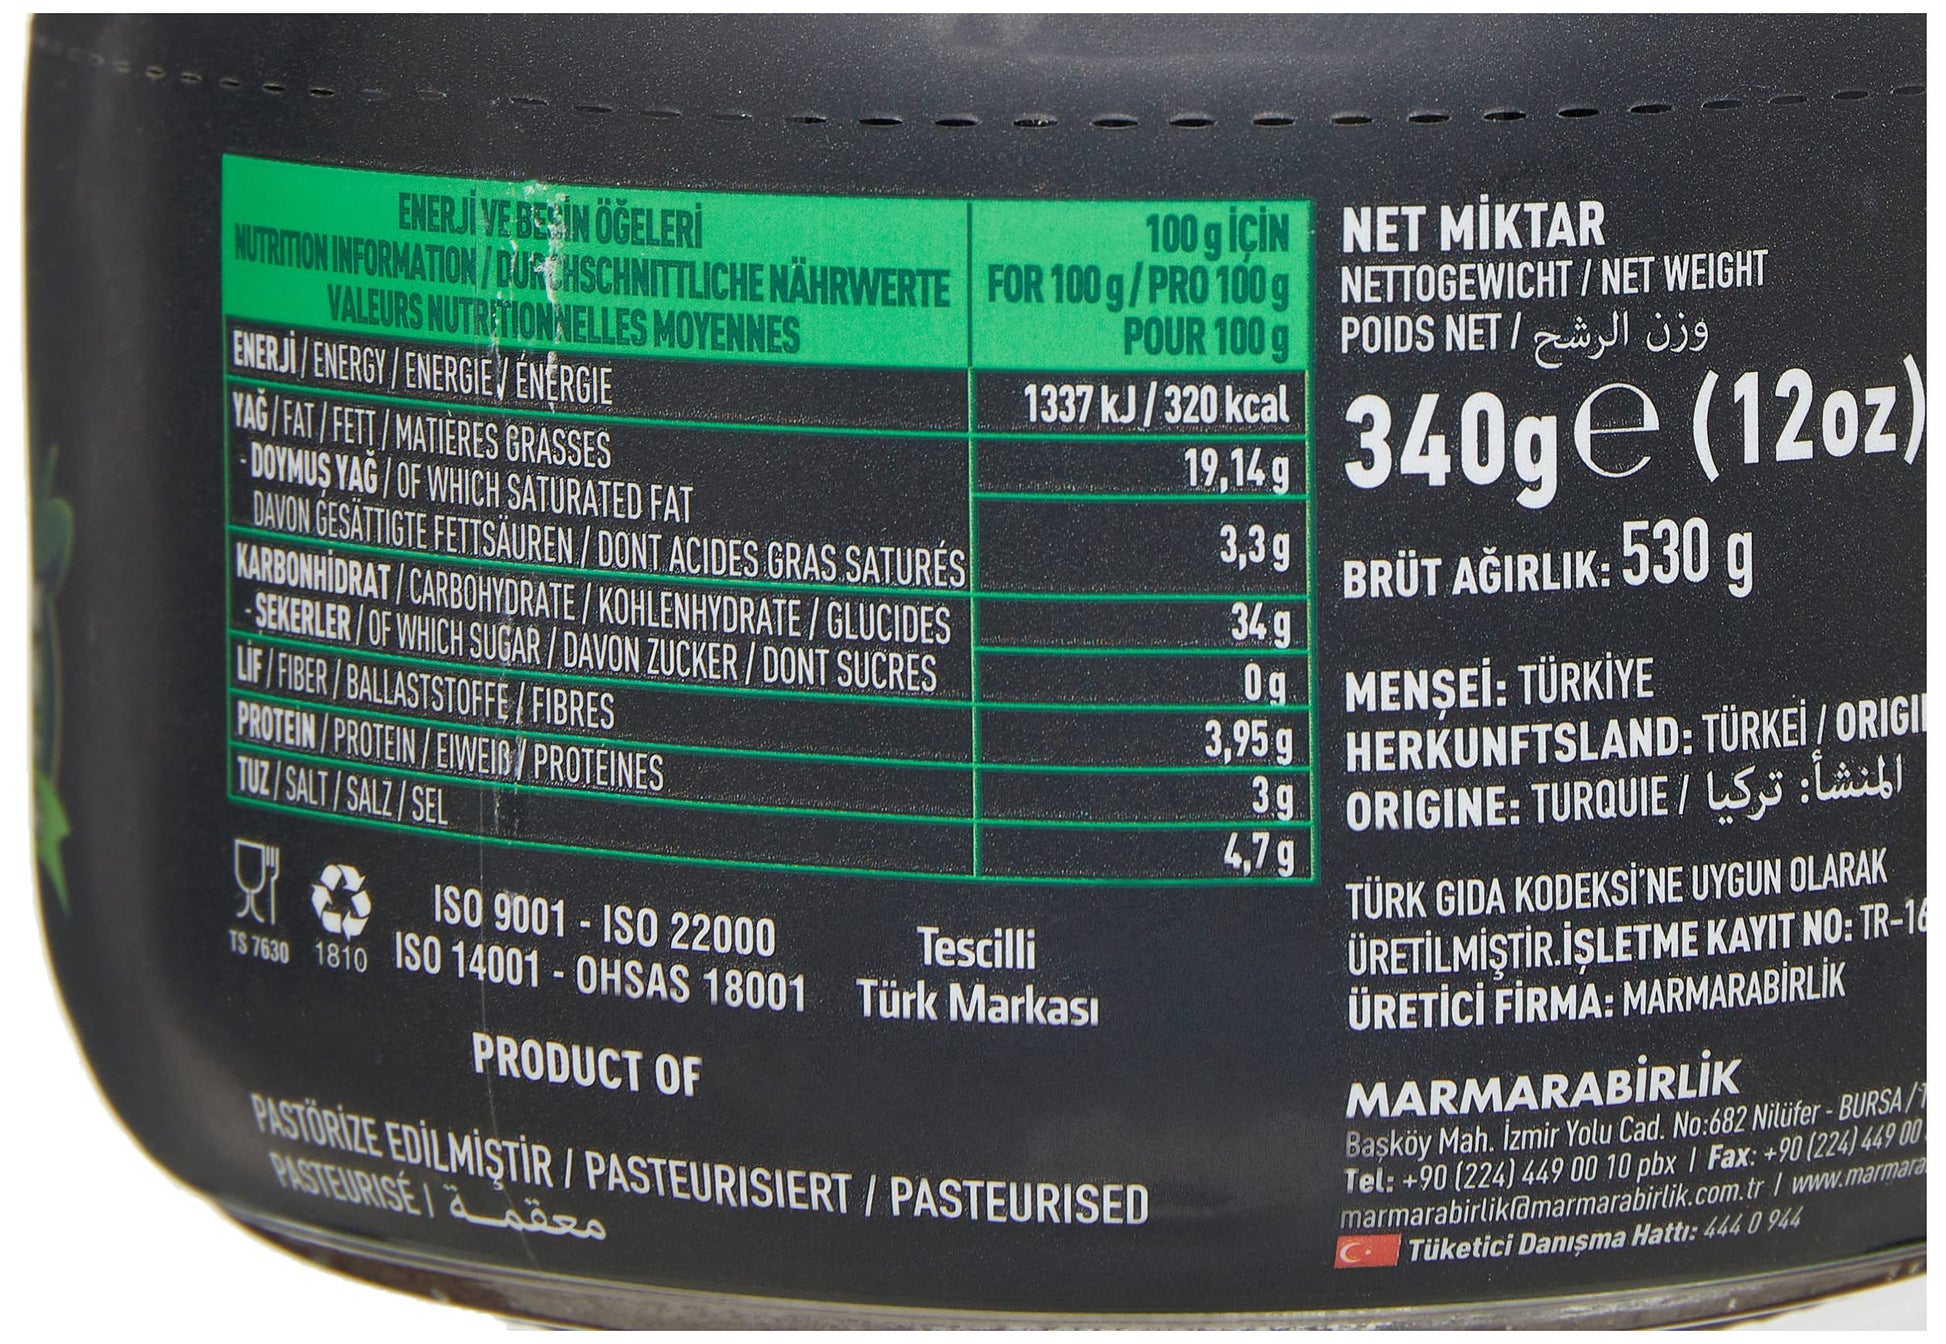 ENERJİ VE BESİN ÖĞELERİ
NUTRITION INFORMATION / DURCHSCHNITTLICHE NÄHRWERTE
VALEURS NUTRITIONNELLES MOYENNES
100 g İÇİN
FOR 100 g / PRO 100 g
POUR 100 g
ENERJİ / ENERGY / ENERGIE / ÉNERGIE
1337 kJ / 320 kcal
YAĞ / FAT / FETT / MATIÈRES GRASSES
19,14 g
- DOYMUŞ YAĞ / OF WHICH SATURATED FAT
DAVON GESÄTTIGTE FETTSÄUREN / DONT ACIDES GRAS SATURÉS
3,3 g
KARBONHİDRAT / CARBOHYDRATE / KOHLENHYDRATE / GLUCIDES
34 g
- ŞEKERLER / OF WHICH SUGAR / DAVON ZUCKER / DONT SUCRES
0 g
LİF / FIBER / BALLASTSTOFFE / FIBRES
3,95 g
PROTEİN / PROTEIN / EIWEIß / PROTÉINES
3 g
TUZ / SALT / SALZ / SEL
4,7 g
TS 7630
1810
ISO 9001 - ISO 22000
ISO 14001 - OHSAS 18001
Tescilli
Türk Markası
PRODUCT OF
PASTÖRİZE EDİLMİŞTİR / PASTEURISIERT / PASTEURISED
PASTEURISÉ | معقمة
NET MİKTAR
NETTOGEWICHT / NET WEIGHT
POIDS NET / وزن الرشح
340g℮ (12oz)
BRÜT AĞIRLIK: 530 g
MENŞEİ: TÜRKİYE
HERKUNFTSLAND: TÜRKEİ / ORIGI
ORIGINE: TURQUIE / المنشأ: تركيا
TÜRK GIDA KODEKSİ'NE UYGUN OLARAK
ÜRETİLMİŞTİR.İŞLETME KAYIT NO: TR-16
ÜRETİCİ FİRMA: MARMARABİRLİK
MARMARABİRLİK
Başköy Mah. İzmir Yolu Cad. No:682 Nilüfer - BURSA /
Tel: +90 (224) 449 00 10 pbx | Fax: +90 (224) 449 00
marmarabirlik@marmarabirlik.com.tr | www.marmara
Tüketici Danışma Hattı: 444 0 944